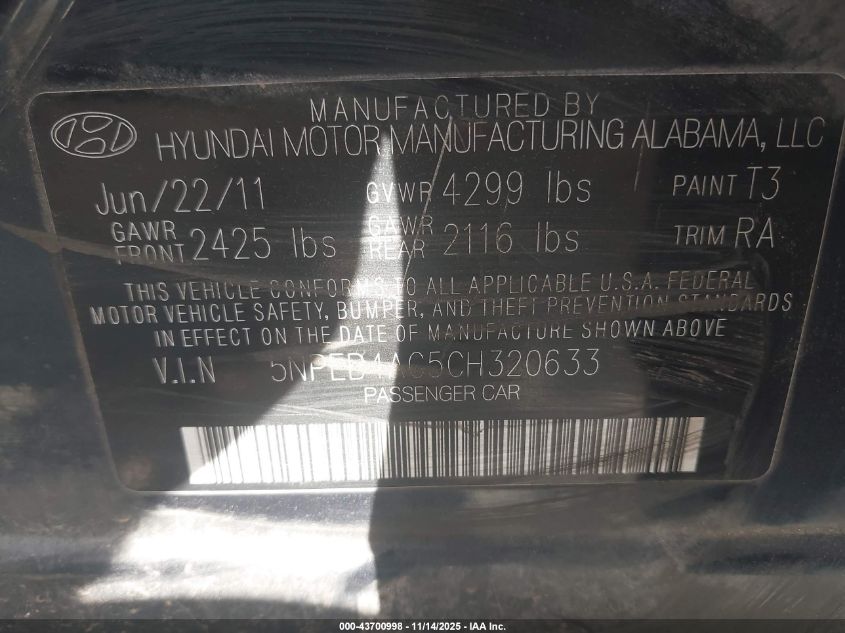 MANUFACTURED BY
HYUNDAI MOTOR MANUFACTURING ALABAMA, LLC
Jun/22/11 GVWR 4299 lbs PAINT T3
GAWR FRONT 2425 lbs GAWR REAR 2116 lbs TRIM RA
THIS VEHICLE CONFORMS TO ALL APPLICABLE U.S.A. FEDERAL
MOTOR VEHICLE SAFETY, BUMPER, AND THEFT PREVENTION STANDARDS
IN EFFECT ON THE DATE OF MANUFACTURE SHOWN ABOVE
V.I.N 5NPEB4AC5CH320633
PASSENGER CAR
000-43700998 - 11/14/2025 - IAA Inc.